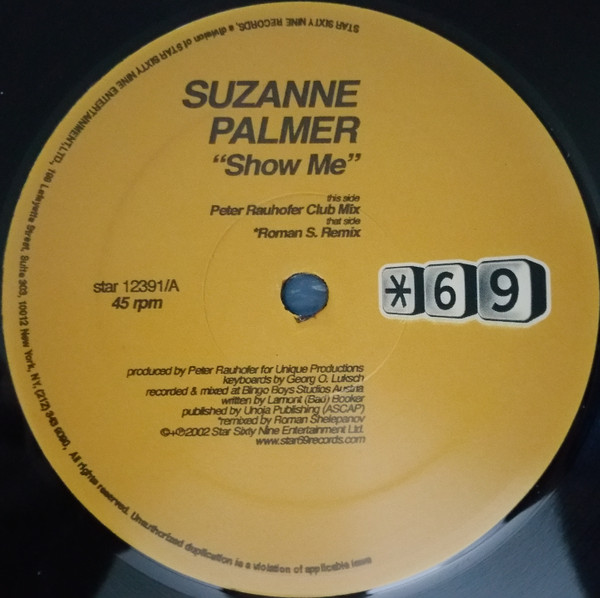 SUZANNE
PALMER
“Show Me”
this side
Peter Rauhofer Club Mix
that side
*Roman S. Remix
star 12391/A
45 rpm
*69
produced by Peter Rauhofer for Unique Productions
keyboards by Georg O. Luksch
recorded & mixed at Bingo Boys Studios Austria
written by Lamont (Bad) Booker
published by Unoja Publishing (ASCAP)
*remixed by Roman Shelepanov
©+℗2002 Star Sixty Nine Entertainment Ltd.
www.star69records.com
STAR SIXTY NINE RECORDS, a division of STAR SIXTY NINE ENTERTAINMENT, LTD., Lafayette Street, Suite 303, 10012 New York, NY, (212) 343 All rights reserved. Unauthorized duplication is a violation of applicable laws